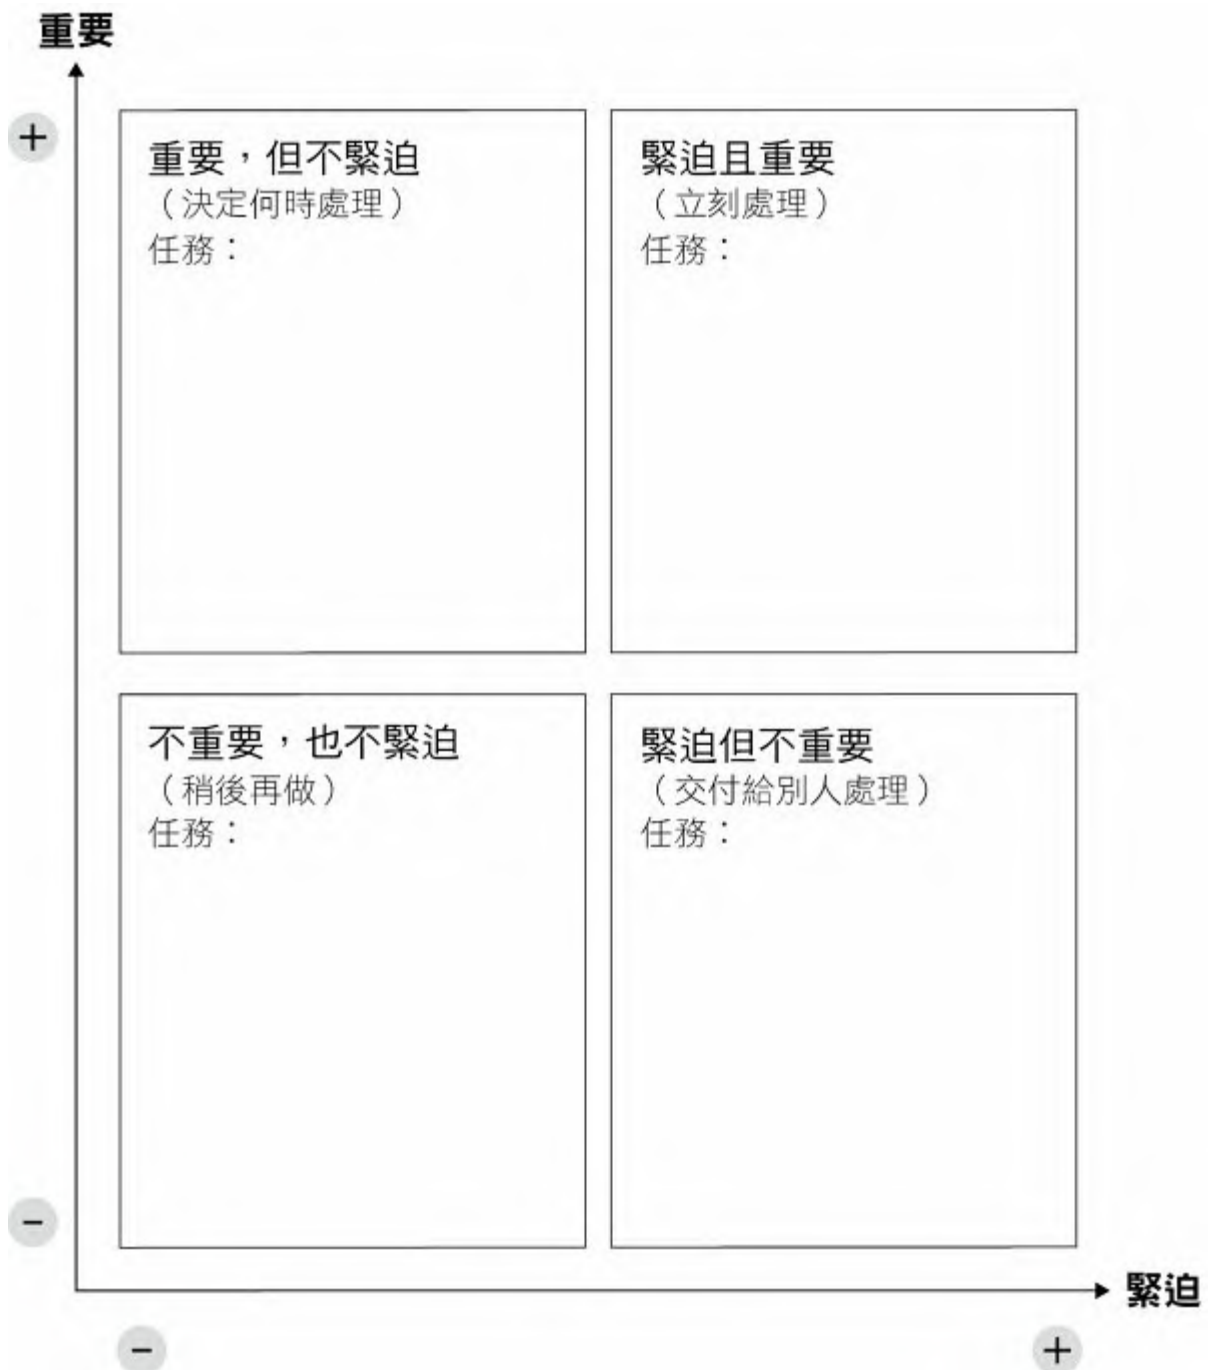 重要
+
重要，但不緊迫
（決定何時處理）
任務：
緊迫且重要
（立刻處理）
任務：
不重要，也不緊迫
（稍後再做）
任務：
緊迫但不重要
（交付給別人處理）
任務：
-
緊迫
-
+